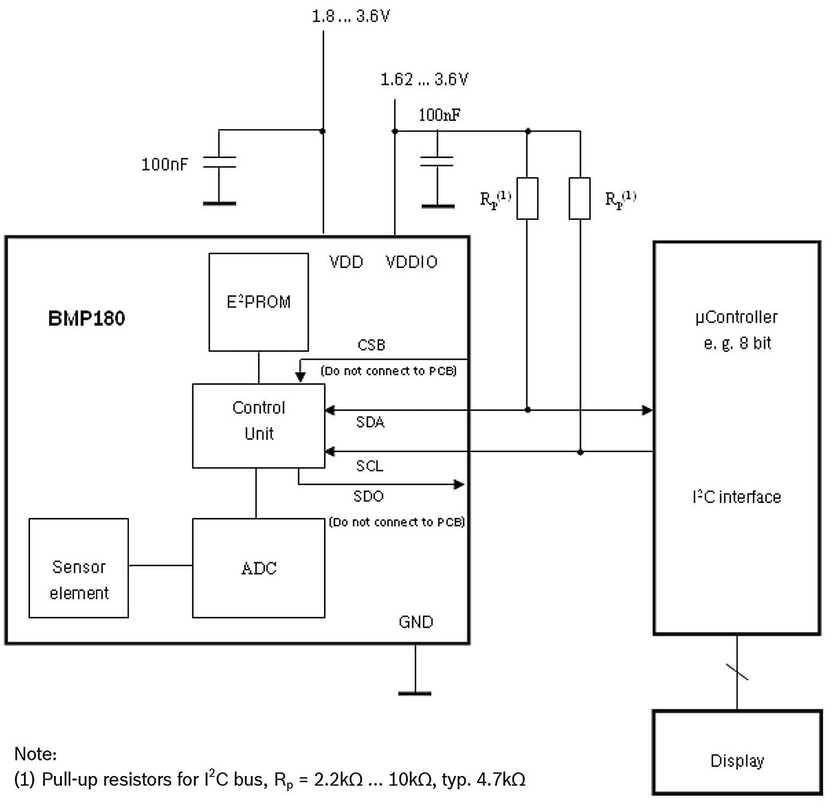 1.8 ... 3.6V
1.62 ... 3.6V
100nF
100nF
Rp(1)
Rp(1)
VDD
VDDIO
BMP180
E²PROM
µController
e. g. 8 bit
CSB
(Do not connect to PCB)
Control
Unit
SDA
SCL
SDO
(Do not connect to PCB)
I²C interface
Sensor
element
ADC
GND
Display
Note:
(1) Pull-up resistors for I²C bus, Rp = 2.2kΩ ... 10kΩ, typ. 4.7kΩ